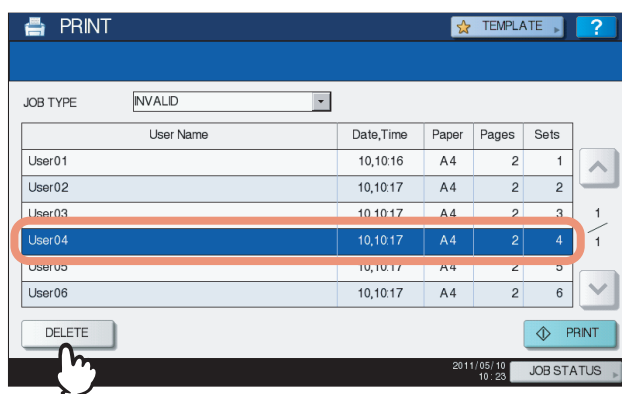 PRINT TEMPLATE ?
JOB TYPE INVALID
User Name Date,Time Paper Pages Sets
User01 10,10:16 A4 2 1
User02 10,10:17 A4 2 2
User03 10,10:17 A4 2 3 1
User04 10,10:17 A4 2 4 1
User05 10,10:17 A4 2 5
User06 10,10:17 A4 2 6
DELETE PRINT
2011/05/10
10:23 JOB STATUS